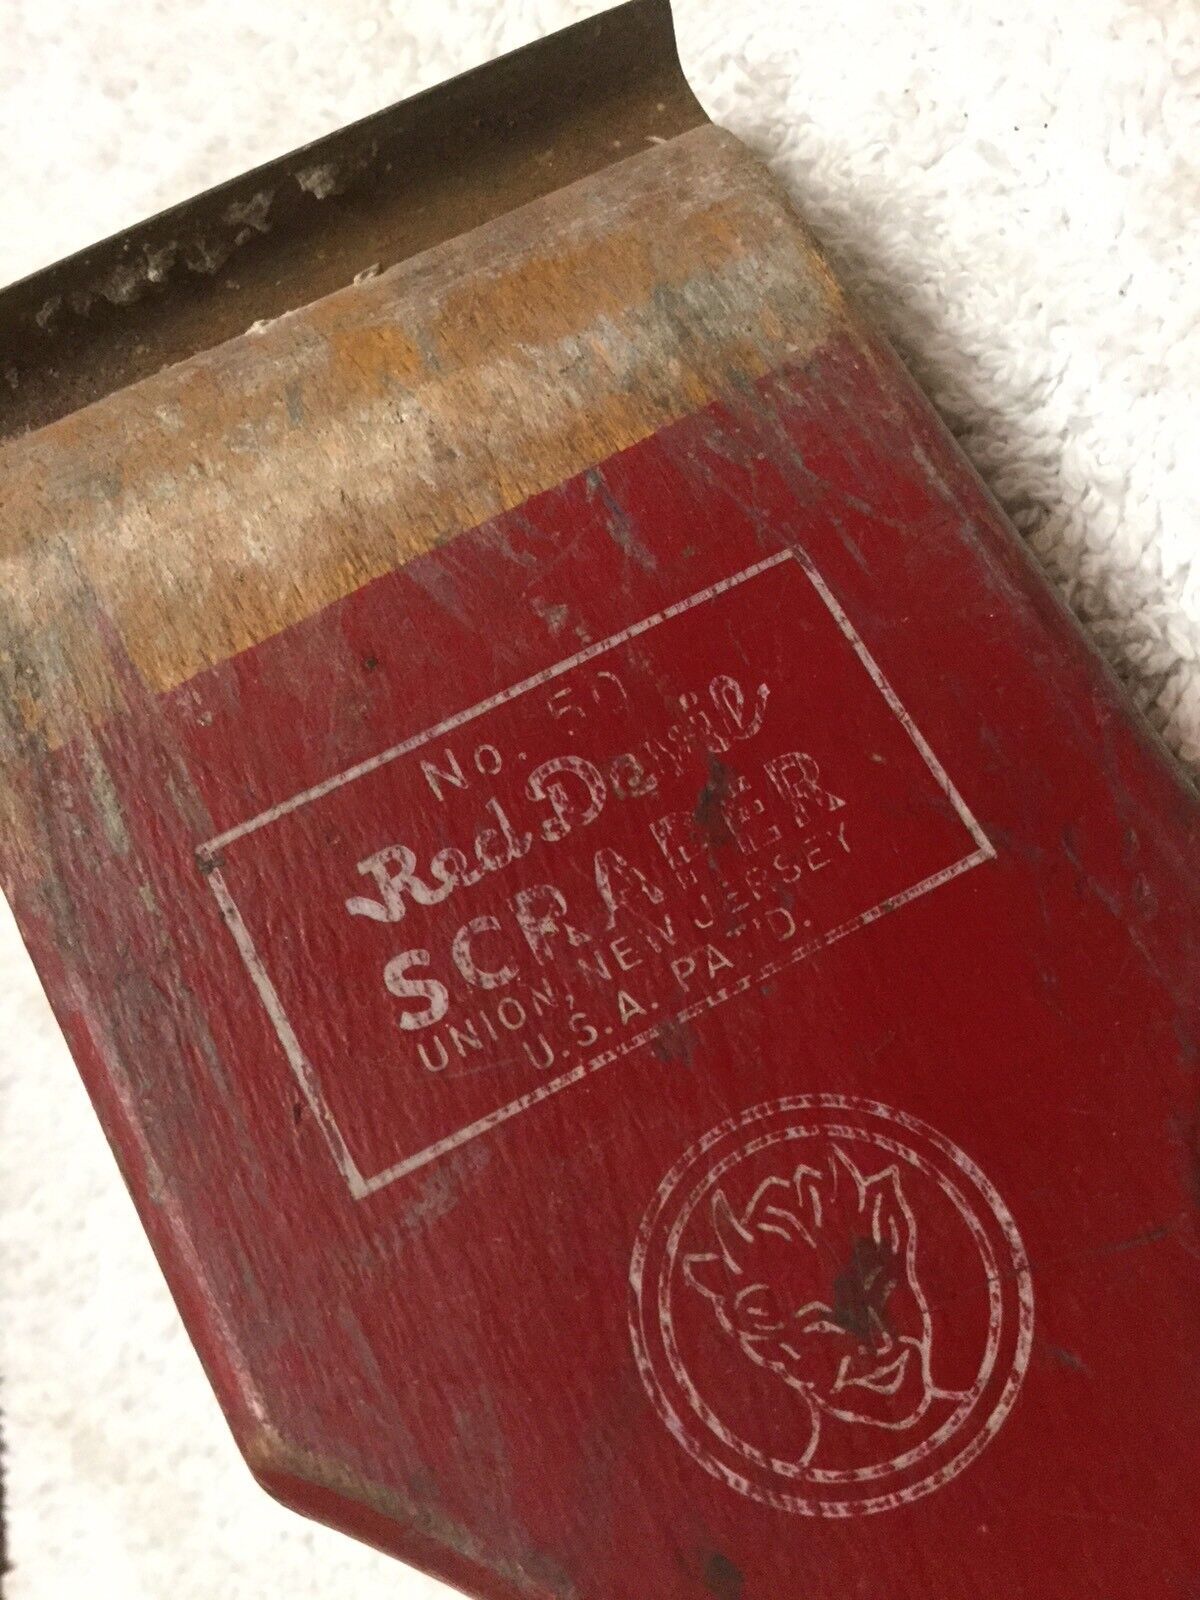 No. 50
Red Devil
SCRAPER
UNION, NEW JERSEY
U.S.A. PAT'D.